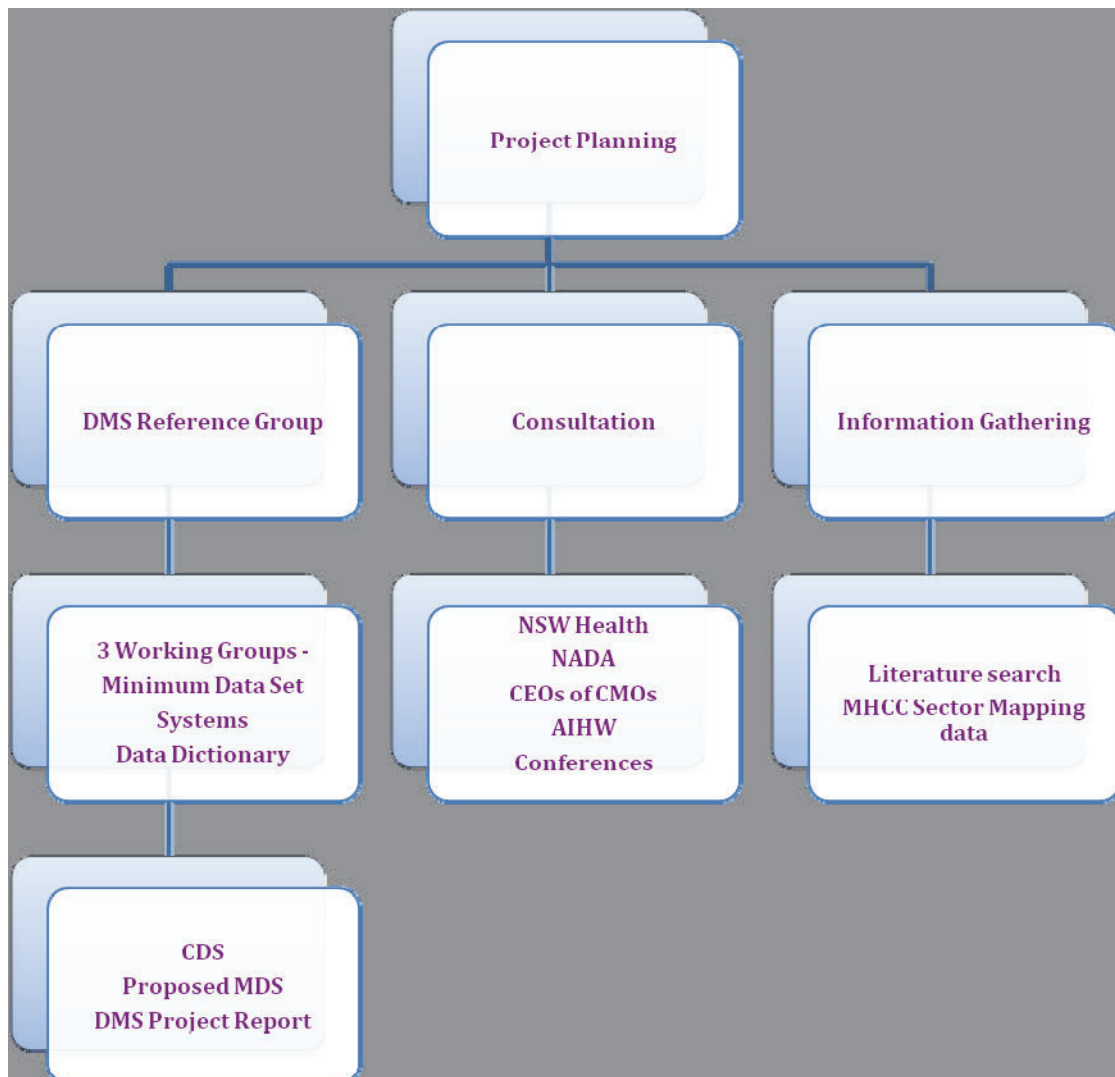 Project Planning
DMS Reference Group
Consultation
Information Gathering
3 Working Groups -
Minimum Data Set
Systems
Data Dictionary
NSW Health
NADA
CEOs of CMOs
AIHW
Conferences
Literature search
MHCC Sector Mapping
data
CDS
Proposed MDS
DMS Project Report